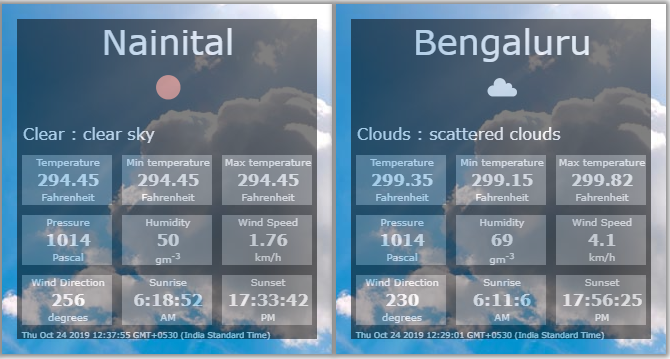 Nainital
Clear : clear sky
Temperature Min temperature Max temperature
294.45 294.45 294.45
Fahrenheit Fahrenheit Fahrenheit
Pressure Humidity Wind Speed
1014 50 1.76
Pascal gm-3 km/h
Wind Direction Sunrise Sunset
256 6:18:52 17:33:42
degrees AM PM
Thu Oct 24 2019 12:37:55 GMT+0530 (India Standard Time)
Bengaluru
Clouds : scattered clouds
Temperature Min temperature Max temperature
299.35 299.15 299.82
Fahrenheit Fahrenheit Fahrenheit
Pressure Humidity Wind Speed
1014 69 4.1
Pascal gm-3 km/h
Wind Direction Sunrise Sunset
230 6:11:6 17:56:25
degrees AM PM
Thu Oct 24 2019 12:29:01 GMT+0530 (India Standard Time)